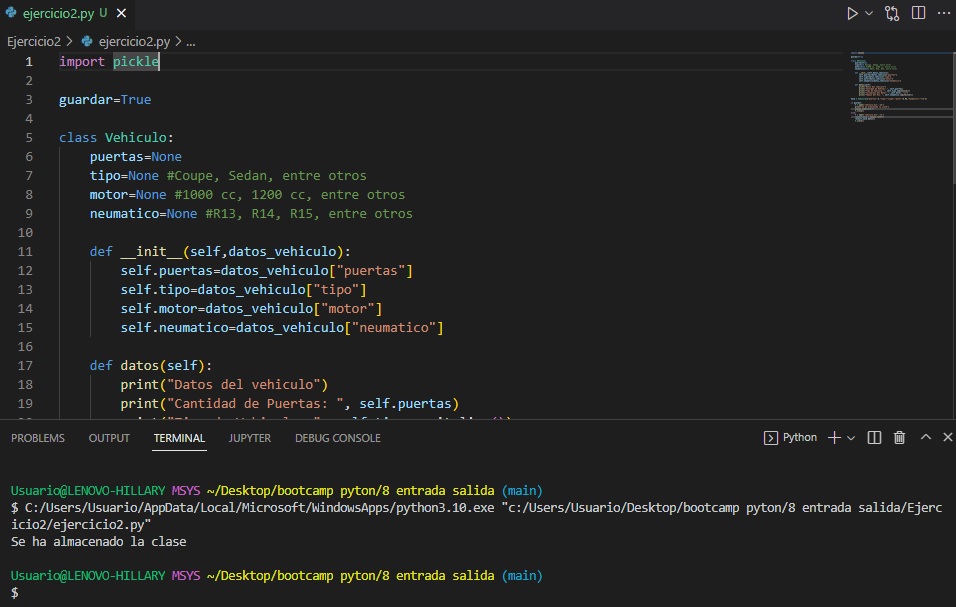 ejercicio2.py U
Ejercicio2 > ejercicio2.py > ...
1 import pickle
2
3 guardar=True
4
5 class Vehiculo:
6 puertas=None
7 tipo=None #Coupe, Sedan, entre otros
8 motor=None #1000 cc, 1200 cc, entre otros
9 neumatico=None #R13, R14, R15, entre otros
10
11 def __init__(self,datos_vehiculo):
12 self.puertas=datos_vehiculo["puertas"]
13 self.tipo=datos_vehiculo["tipo"]
14 self.motor=datos_vehiculo["motor"]
15 self.neumatico=datos_vehiculo["neumatico"]
16
17 def datos(self):
18 print("Datos del vehiculo")
19 print("Cantidad de Puertas: ", self.puertas)
PROBLEMS OUTPUT TERMINAL JUPYTER DEBUG CONSOLE Python
Usuario@LENOVO-HILLARY MSYS ~/Desktop/bootcamp pyton/8 entrada salida (main)
$ C:/Users/Usuario/AppData/Local/Microsoft/WindowsApps/python3.10.exe "c:/Users/Usuario/Desktop/bootcamp pyton/8 entrada salida/Ejerc
icio2/ejercicio2.py"
Se ha almacenado la clase
Usuario@LENOVO-HILLARY MSYS ~/Desktop/bootcamp pyton/8 entrada salida (main)
$